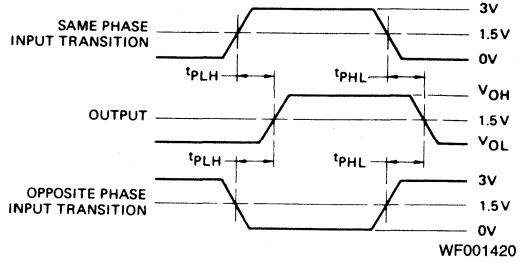 SAME PHASE
INPUT TRANSITION
3V
1.5V
0V
tPLH
tPHL
OUTPUT
VOH
1.5V
VOL
tPLH
tPHL
OPPOSITE PHASE
INPUT TRANSITION
3V
1.5V
0V
WF001420